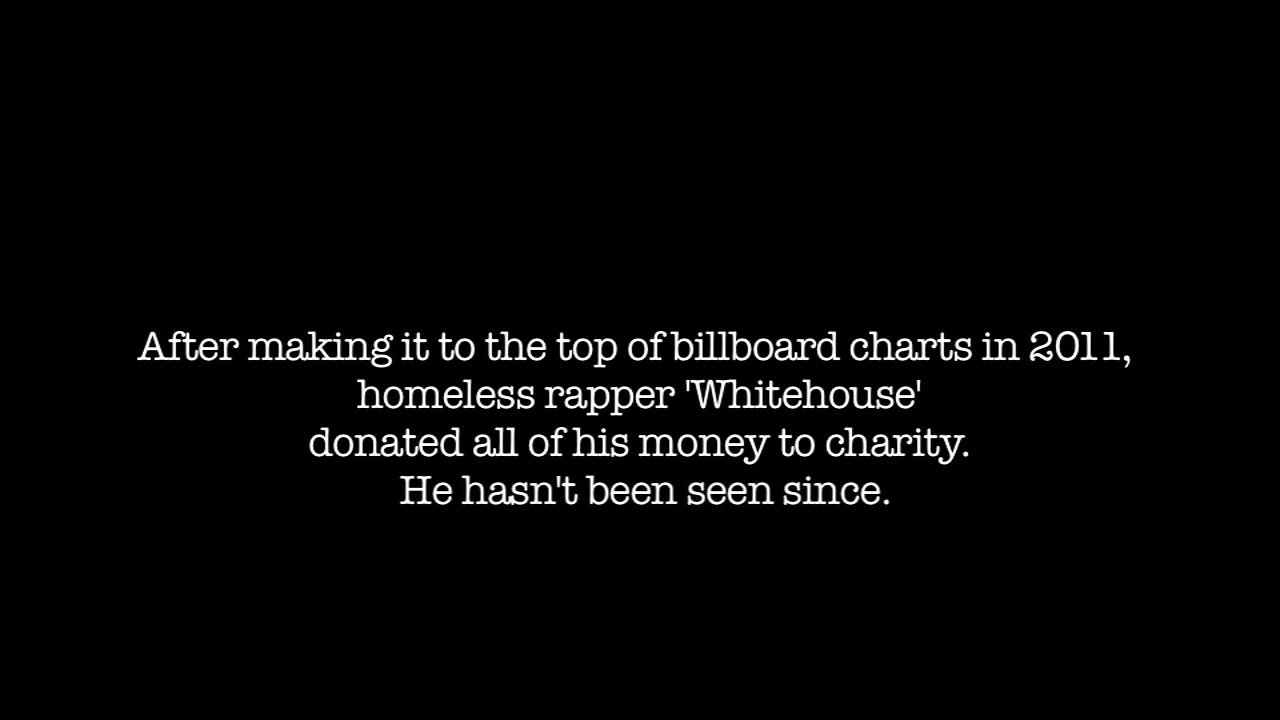 After making it to the top of billboard charts in 2011,
homeless rapper 'Whitehouse'
donated all of his money to charity.
He hasn't been seen since.